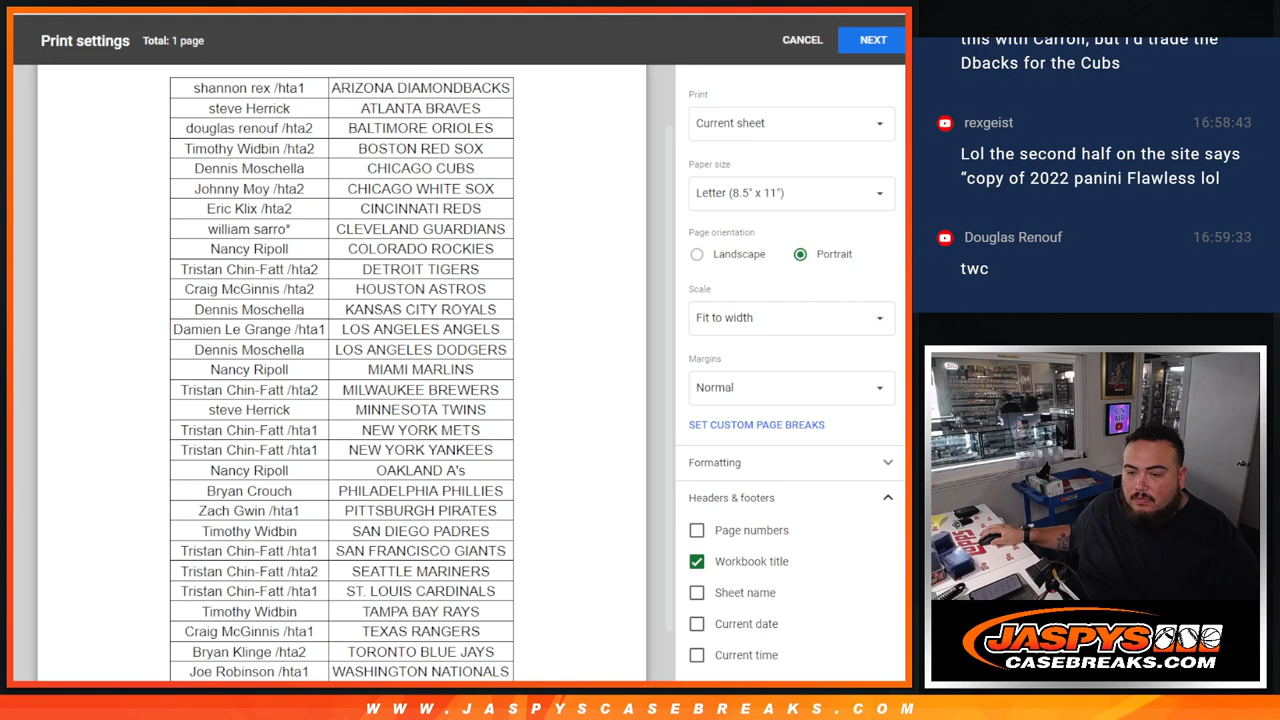 Print settings Total: 1 page
CANCEL NEXT
shannon rex /hta1 ARIZONA DIAMONDBACKS
steve Herrick ATLANTA BRAVES
douglas renouf /hta2 BALTIMORE ORIOLES
Timothy Widbin /hta2 BOSTON RED SOX
Dennis Moschella CHICAGO CUBS
Johnny Moy /hta2 CHICAGO WHITE SOX
Eric Klix /hta2 CINCINNATI REDS
william sarro* CLEVELAND GUARDIANS
Nancy Ripoll COLORADO ROCKIES
Tristan Chin-Fatt /hta2 DETROIT TIGERS
Craig McGinnis /hta2 HOUSTON ASTROS
Dennis Moschella KANSAS CITY ROYALS
Damien Le Grange /hta1 LOS ANGELES ANGELS
Dennis Moschella LOS ANGELES DODGERS
Nancy Ripoll MIAMI MARLINS
Tristan Chin-Fatt /hta2 MILWAUKEE BREWERS
steve Herrick MINNESOTA TWINS
Tristan Chin-Fatt /hta1 NEW YORK METS
Tristan Chin-Fatt /hta1 NEW YORK YANKEES
Nancy Ripoll OAKLAND A's
Bryan Crouch PHILADELPHIA PHILLIES
Zach Gwin /hta1 PITTSBURGH PIRATES
Timothy Widbin SAN DIEGO PADRES
Tristan Chin-Fatt /hta1 SAN FRANCISCO GIANTS
Tristan Chin-Fatt /hta2 SEATTLE MARINERS
Tristan Chin-Fatt /hta1 ST. LOUIS CARDINALS
Timothy Widbin TAMPA BAY RAYS
Craig McGinnis /hta1 TEXAS RANGERS
Bryan Klinge /hta2 TORONTO BLUE JAYS
Joe Robinson /hta1 WASHINGTON NATIONALS
Print
Current sheet
Paper size
Letter (8.5" x 11")
Page orientation
Landscape Portrait
Scale
Fit to width
Margins
Normal
SET CUSTOM PAGE BREAKS
Formatting
Headers & footers
Page numbers
Workbook title
Sheet name
Current date
Current time
this with Carroll, but I'd trade the
Dbacks for the Cubs
rexgeist 16:58:43
Lol the second half on the site says
“copy of 2022 panini Flawless lol
Douglas Renouf 16:59:33
twc
ON
AIR
JASPYS
CASEBREAKS.COM
WWW.JASPYSCASEBREAKS.COM